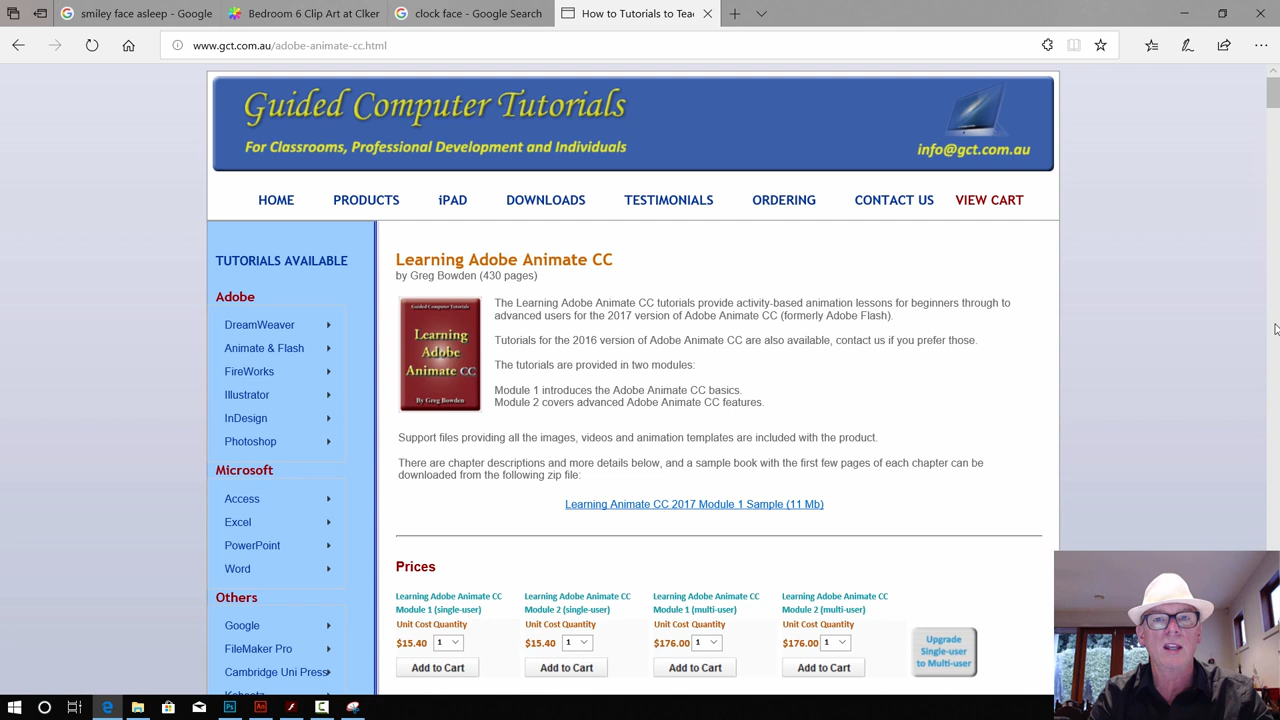 smiley face asleep - Google
Bedroom 6 Clip Art at Clker
clock face - Google Search
How to Tutorials to Tea
www.gct.com.au/adobe-animate-cc.html
Guided Computer Tutorials
For Classrooms, Professional Development and Individuals
info@gct.com.au
HOME PRODUCTS iPAD DOWNLOADS TESTIMONIALS ORDERING CONTACT US VIEW CART
TUTORIALS AVAILABLE
Adobe
DreamWeaver
Animate & Flash
FireWorks
Illustrator
InDesign
Photoshop
Microsoft
Access
Excel
PowerPoint
Word
Others
Google
FileMaker Pro
Cambridge Uni Press
Learning Adobe Animate CC
by Greg Bowden (430 pages)
Guided Computer Tutorials
Learning
Adobe
Animate CC
By Greg Bowden
The Learning Adobe Animate CC tutorials provide activity-based animation lessons for beginners through to
advanced users for the 2017 version of Adobe Animate CC (formerly Adobe Flash).
Tutorials for the 2016 version of Adobe Animate CC are also available, contact us if you prefer those.
The tutorials are provided in two modules:
Module 1 introduces the Adobe Animate CC basics.
Module 2 covers advanced Adobe Animate CC features.
Support files providing all the images, videos and animation templates are included with the product.
There are chapter descriptions and more details below, and a sample book with the first few pages of each chapter can be
downloaded from the following zip file:
Learning Animate CC 2017 Module 1 Sample (11 Mb)
Prices
Learning Adobe Animate CC
Module 1 (single-user)
Unit Cost Quantity
$15.40 1
Add to Cart
Learning Adobe Animate CC
Module 2 (single-user)
Unit Cost Quantity
$15.40 1
Add to Cart
Learning Adobe Animate CC
Module 1 (multi-user)
Unit Cost Quantity
$176.00 1
Add to Cart
Learning Adobe Animate CC
Module 2 (multi-user)
Unit Cost Quantity
$176.00 1
Add to Cart
Upgrade
Single-user
to Multi-user
Ps
An